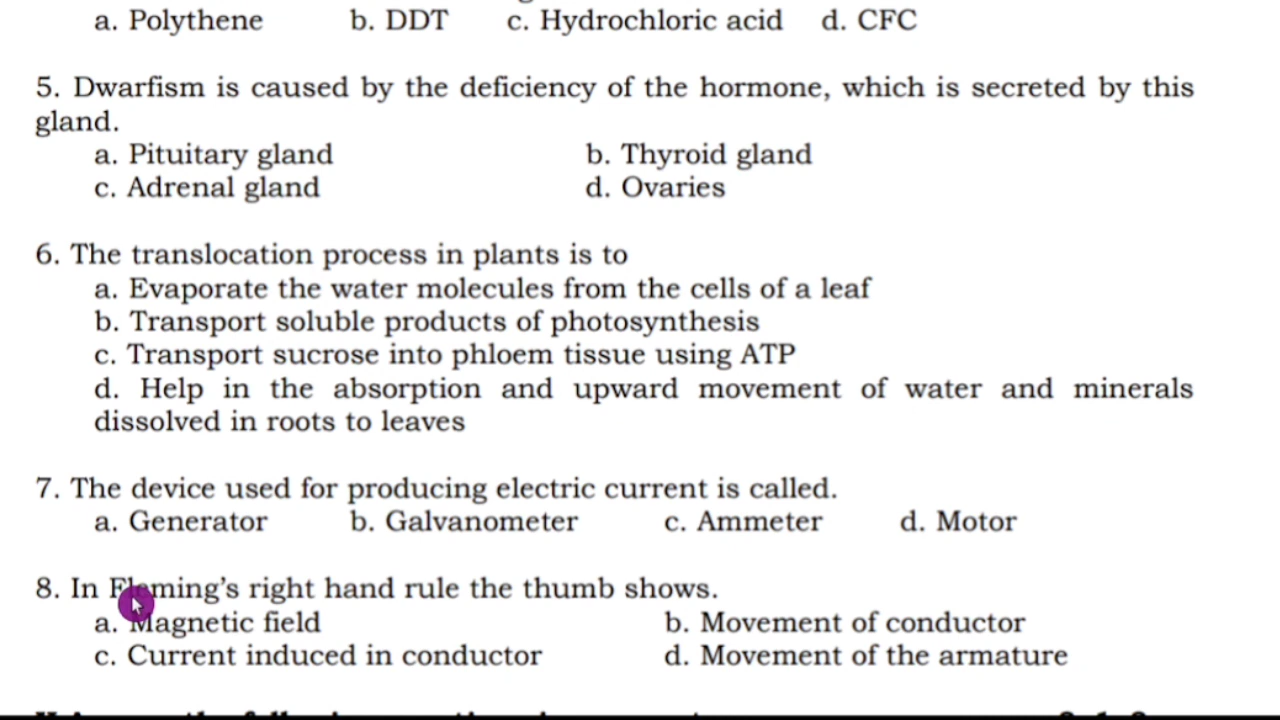 a. Polythene b. DDT c. Hydrochloric acid d. CFC
5. Dwarfism is caused by the deficiency of the hormone, which is secreted by this
gland.
a. Pituitary gland b. Thyroid gland
c. Adrenal gland d. Ovaries
6. The translocation process in plants is to
a. Evaporate the water molecules from the cells of a leaf
b. Transport soluble products of photosynthesis
c. Transport sucrose into phloem tissue using ATP
d. Help in the absorption and upward movement of water and minerals
dissolved in roots to leaves
7. The device used for producing electric current is called.
a. Generator b. Galvanometer c. Ammeter d. Motor
8. In Fleming's right hand rule the thumb shows.
a. Magnetic field b. Movement of conductor
c. Current induced in conductor d. Movement of the armature